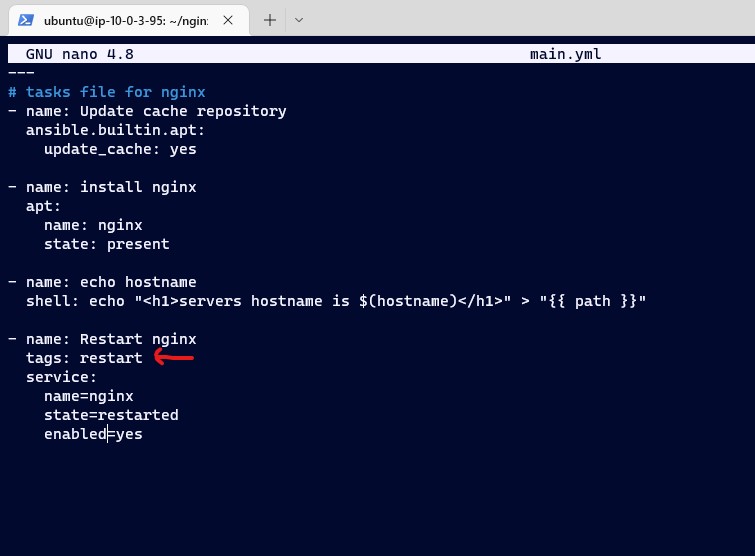 ubuntu@ip-10-0-3-95: ~/ngin
GNU nano 4.8 main.yml
---
# tasks file for nginx
- name: Update cache repository
  ansible.builtin.apt:
    update_cache: yes

- name: install nginx
  apt:
    name: nginx
    state: present

- name: echo hostname
  shell: echo "<h1>servers hostname is $(hostname)</h1>" > "{{ path }}"

- name: Restart nginx
  tags: restart
  service:
    name=nginx
    state=restarted
    enabled=yes